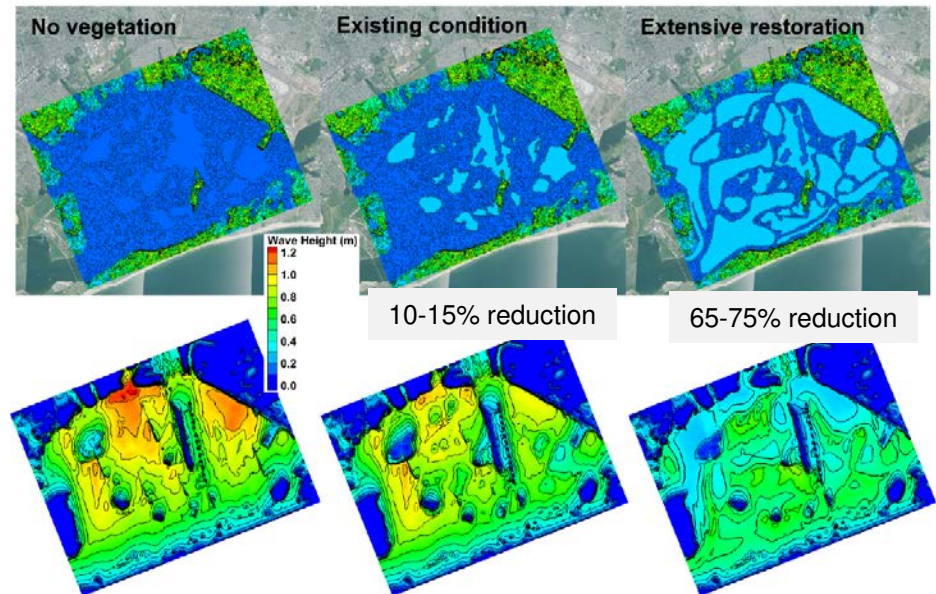 No vegetation
Existing condition
Extensive restoration
Wave Height (m)
1.2
1.0
0.8
0.6
0.4
0.2
0.0
10-15% reduction
65-75% reduction